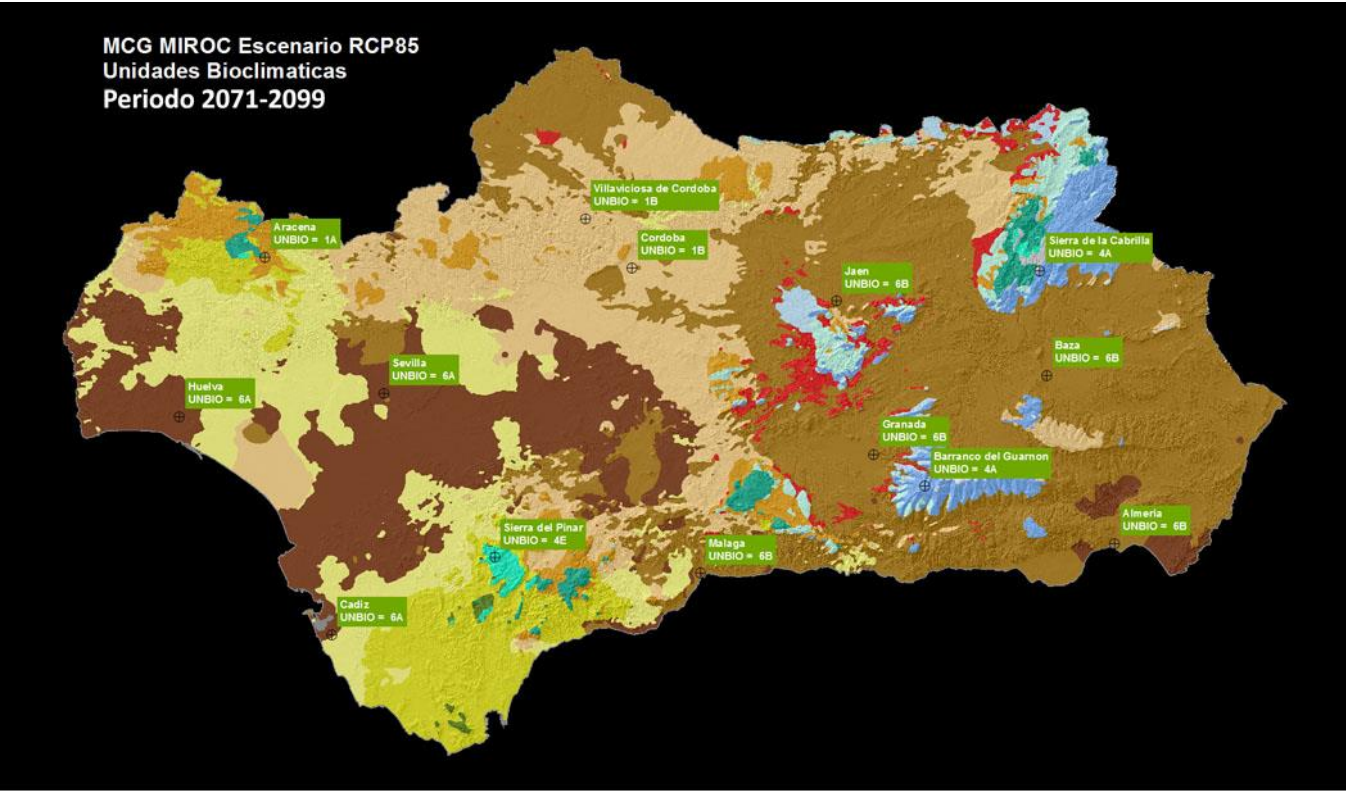 MCG MIROC Escenario RCP85
Unidades Bioclimaticas
Periodo 2071-2099
Villaviciosa de Cordoba
UNBIO = 1B
Aracena
UNBIO = 1A
Cordoba
UNBIO = 1B
Sierra de la Cabrilla
UNBIO = 4A
Jaen
UNBIO = 6B
Baza
UNBIO = 6B
Sevilla
UNBIO = 6A
Huelva
UNBIO = 6A
Granada
UNBIO = 6B
Barranco del Guarnon
UNBIO = 4A
Almeria
UNBIO = 6B
Sierra del Pinar
UNBIO = 4E
Malaga
UNBIO = 6B
Cadiz
UNBIO = 6A